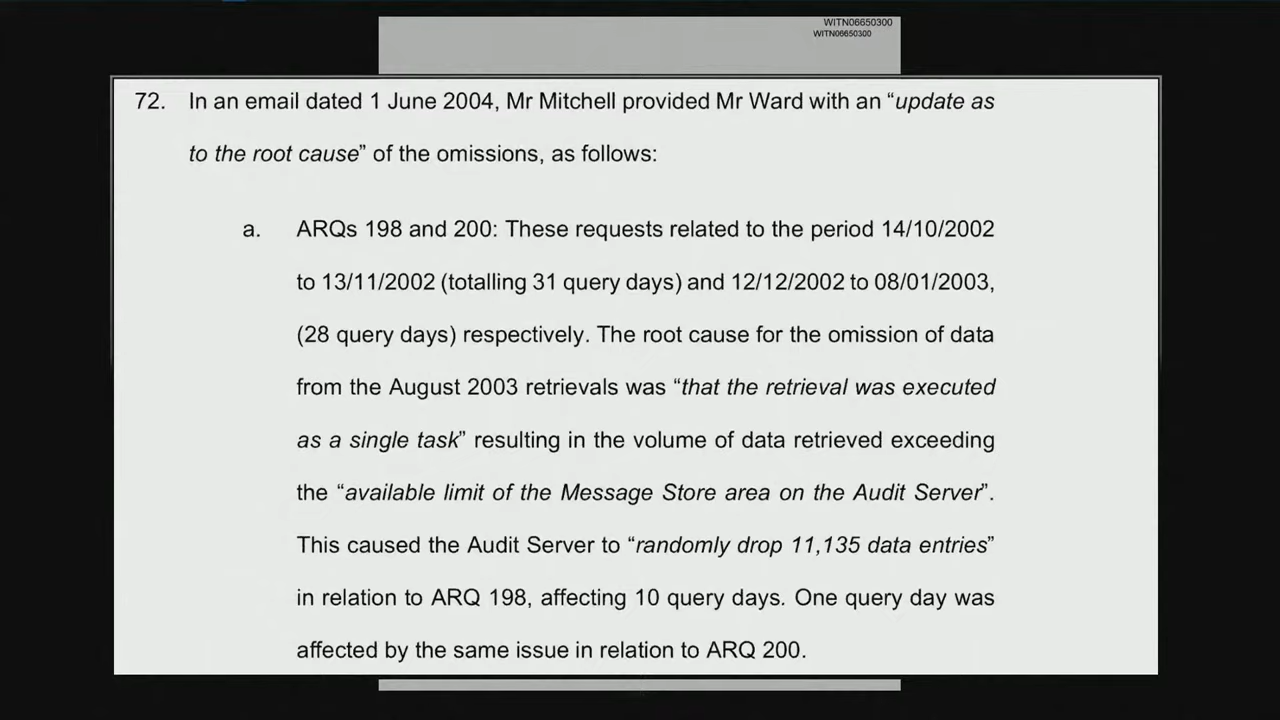 WITN06650300
WITN06650300
72. In an email dated 1 June 2004, Mr Mitchell provided Mr Ward with an “update as
to the root cause” of the omissions, as follows:
a. ARQs 198 and 200: These requests related to the period 14/10/2002
to 13/11/2002 (totalling 31 query days) and 12/12/2002 to 08/01/2003,
(28 query days) respectively. The root cause for the omission of data
from the August 2003 retrievals was “that the retrieval was executed
as a single task” resulting in the volume of data retrieved exceeding
the “available limit of the Message Store area on the Audit Server”.
This caused the Audit Server to “randomly drop 11,135 data entries”
in relation to ARQ 198, affecting 10 query days. One query day was
affected by the same issue in relation to ARQ 200.